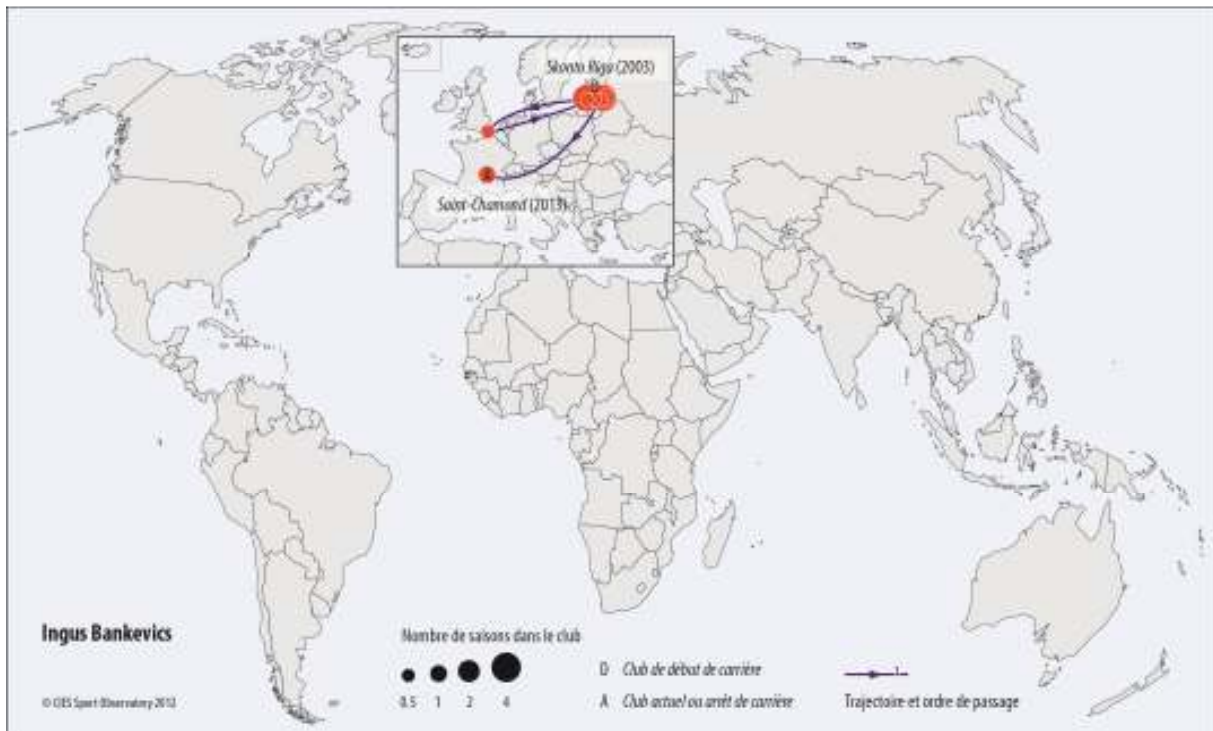 Skonto Riga (2003)
D
A
Saint-Chamond (2013)
Ingus Bankevics
Nombre de saisons dans le club
0.5 1 2 4
D Club de début de carrière
A Club actuel ou arrêt de carrière
1
Trajectoire et ordre de passage
© CIES Sport Observatory 2012